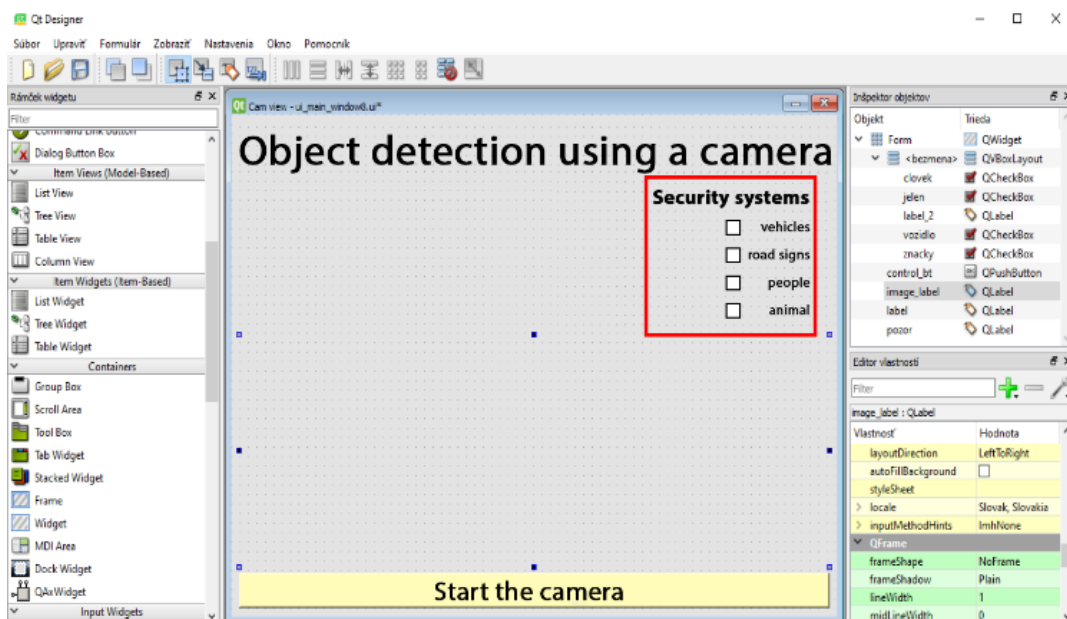 Qt Designer
Súbor Upraviť Formulár Zobraziť Nastavenia Okno Pomocník
Rámček widgetu
Filter
Command Link Button
Dialog Button Box
Item Views (Model-Based)
List View
Tree View
Table View
Column View
Item Widgets (Item-Based)
List Widget
Tree Widget
Table Widget
Containers
Group Box
Scroll Area
Tool Box
Tab Widget
Stacked Widget
Frame
Widget
MDI Area
Dock Widget
QAxWidget
Input Widgets
Cam view - ui_main_window8.ui*
Object detection using a camera
Security systems
vehicles
road signs
people
animal
Start the camera
Inšpektor objektov
Objekt Trieda
Form QWidget
<bezmena> QVBoxLayout
clovek QCheckBox
jelen QCheckBox
label_2 QLabel
vozidlo QCheckBox
znacky QCheckBox
control_bt QPushButton
image_label QLabel
label QLabel
pozor QLabel
Editor vlastností
Filter
image_label : QLabel
Vlastnosť Hodnota
layoutDirection LeftToRight
autoFillBackground
styleSheet
locale Slovak, Slovakia
inputMethodHints ImhNone
QFrame
frameShape NoFrame
frameShadow Plain
lineWidth 1
midLineWidth 0